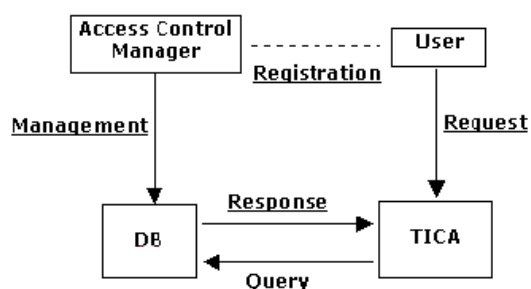 Access Control
Manager
User
Registration
Management
Request
Response
DB
TICA
Query